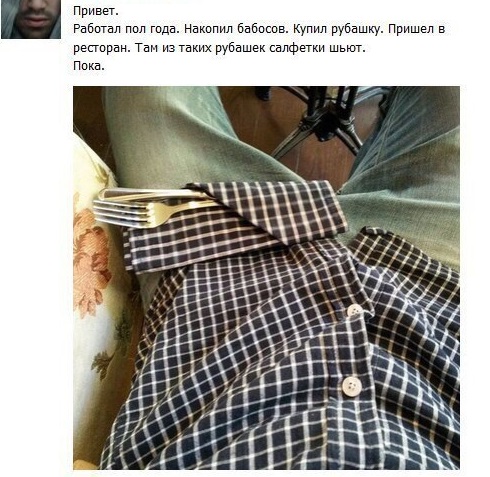 Привет.
Работал пол года. Накопил бабосов. Купил рубашку. Пришел в
ресторан. Там из таких рубашек салфетки шьют.
Пока.